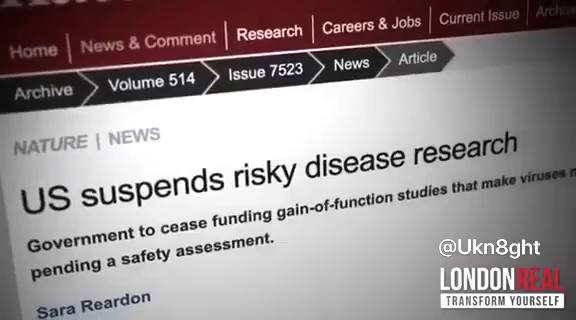 Home | News & Comment | Research | Careers & Jobs | Current Issue | Archive
Archive Volume 514 Issue 7523 News Article
NATURE | NEWS
US suspends risky disease research
Government to cease funding gain-of-function studies that make viruses
pending a safety assessment.
Sara Reardon
@Ukn8ght
LONDONREAL
TRANSFORM YOURSELF